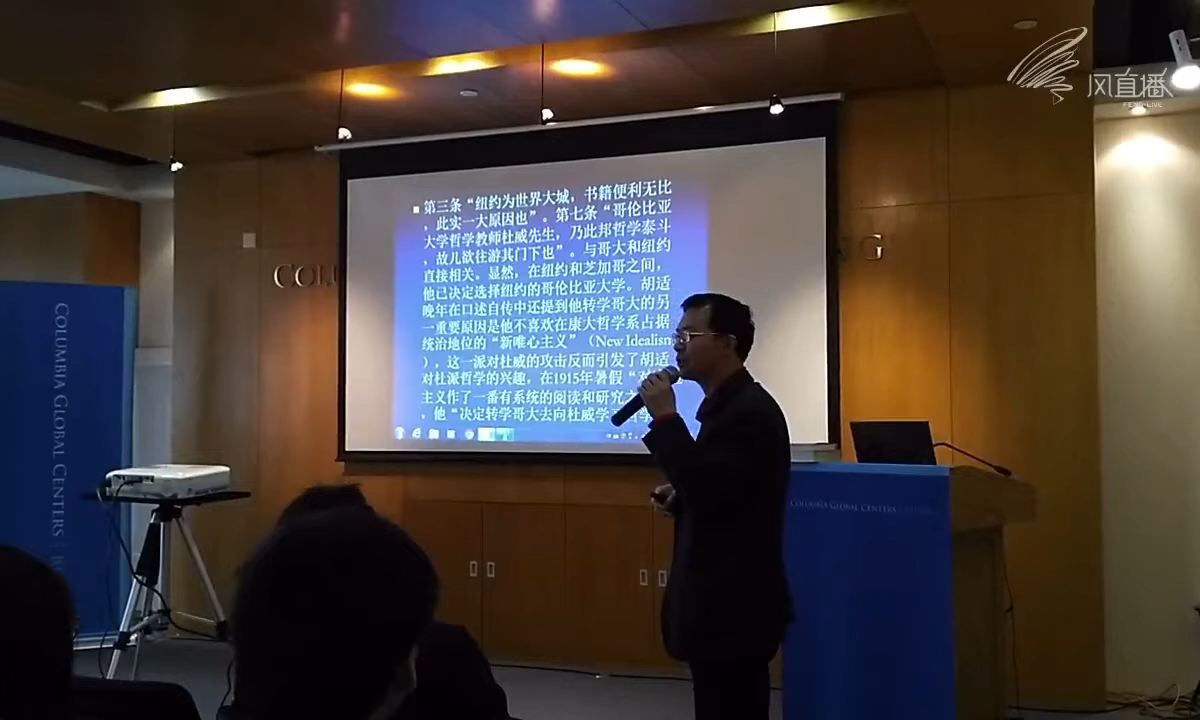 风直播
FENG-LIVE
第三条“纽约为世界大城，书籍便利无比
，此实一大原因也”。第七条“哥伦比亚
大学哲学教师杜威先生，乃此邦哲学泰斗
，故儿欲往游其门下也”。与哥大和纽约
直接相关。显然，在纽约和芝加哥之间，
他已决定选择纽约的哥伦比亚大学。胡适
晚年在口述自传中还提到他转学哥大的另
一重要原因是他不喜欢在康大哲学系占据
统治地位的“新唯心主义”（New Idealism
），这一派对杜威的攻击反而引发了胡适
对杜派哲学的兴趣，在1915年暑假
主义作了一番有系统的阅读和研究
，他“决定转学哥大去向杜威学
NG
COLUMBIA GLOBAL CENTERS
COLUMBIA GLOBAL CENTERS